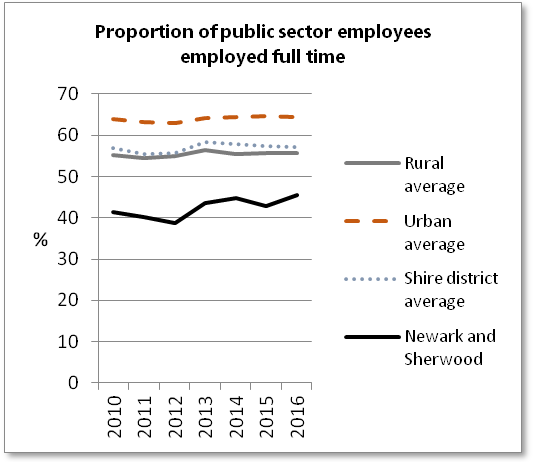 Proportion of public sector employees
employed full time
70
60
50
40
30
20
10
0
%
2010
2011
2012
2013
2014
2015
2016
Rural
average
Urban
average
Shire district
average
Newark and
Sherwood